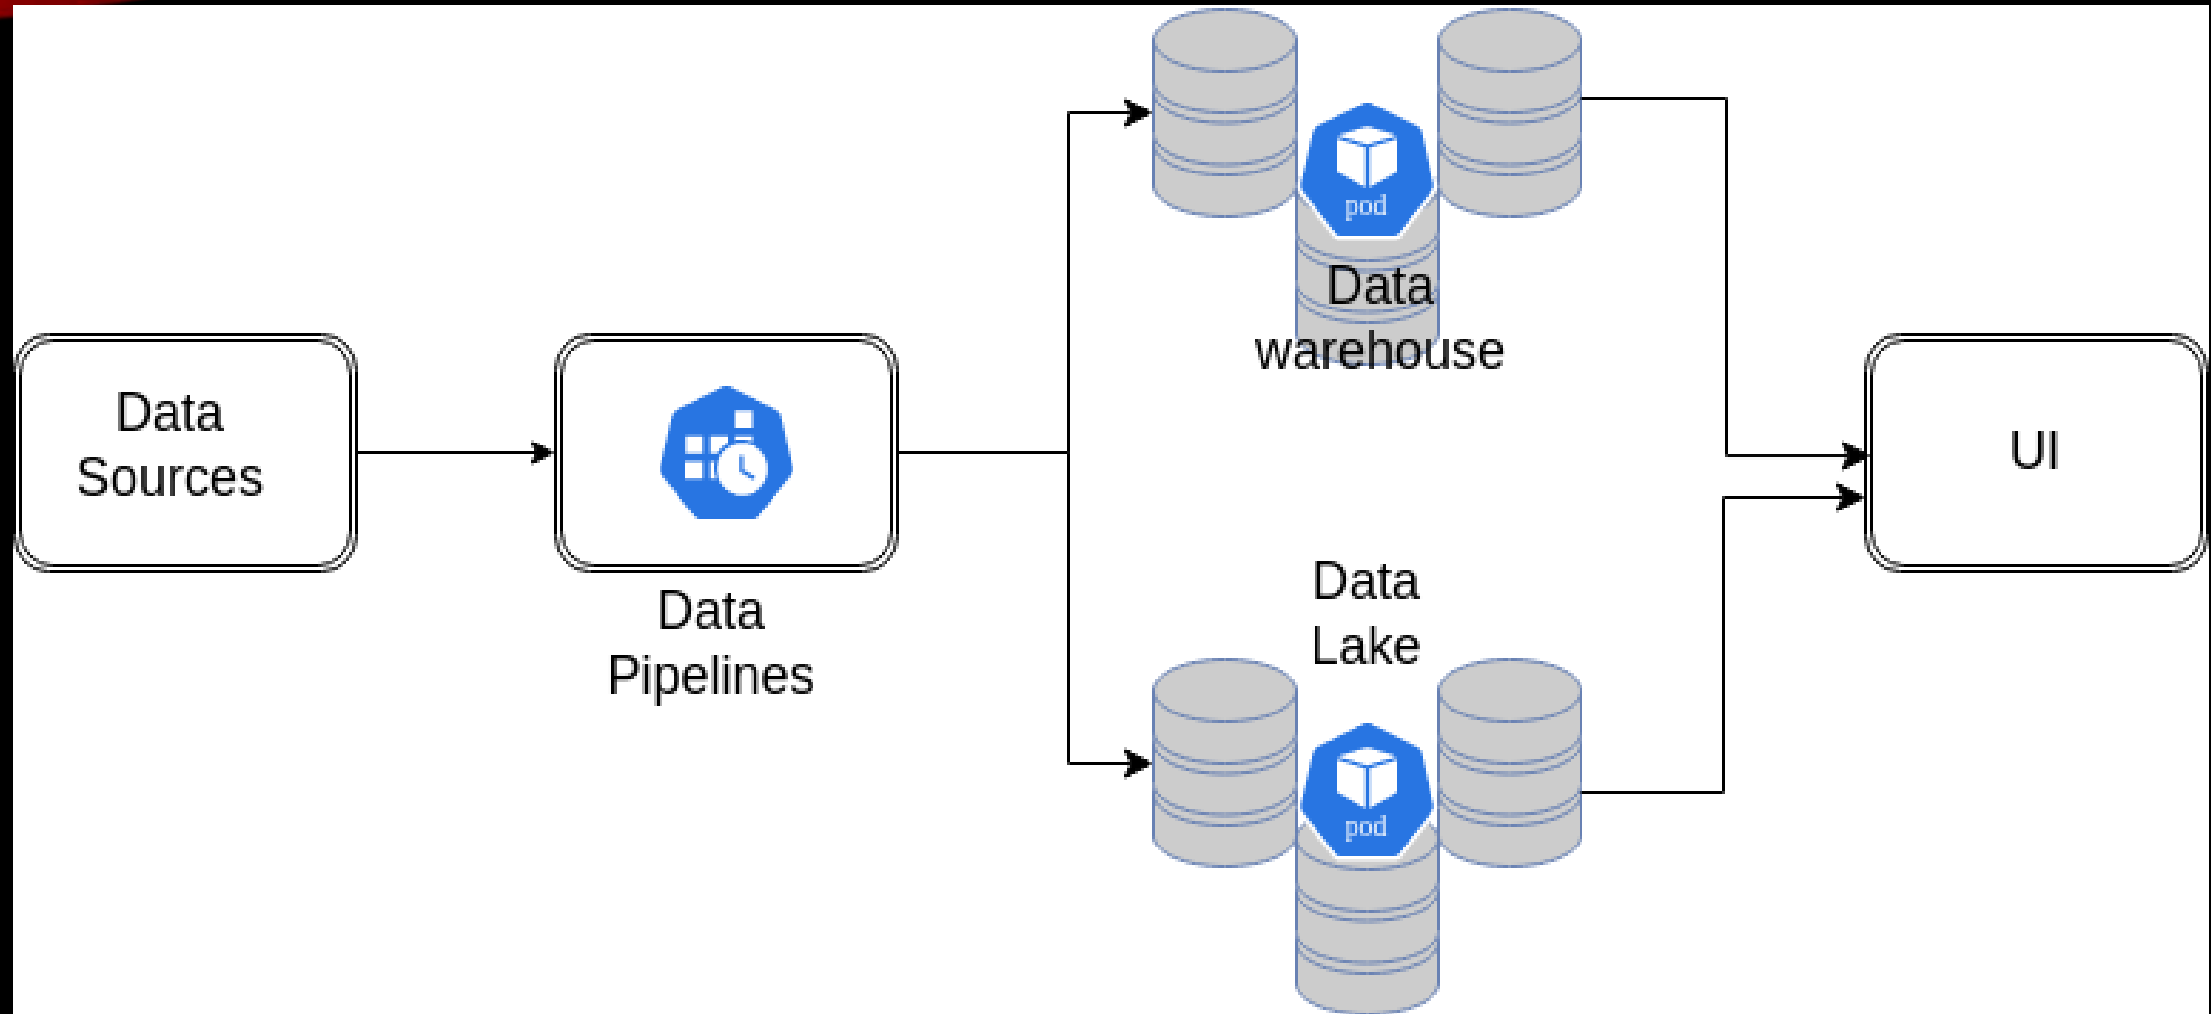 Data
Sources
Data
Pipelines
pod
Data
warehouse
Data
Lake
pod
UI